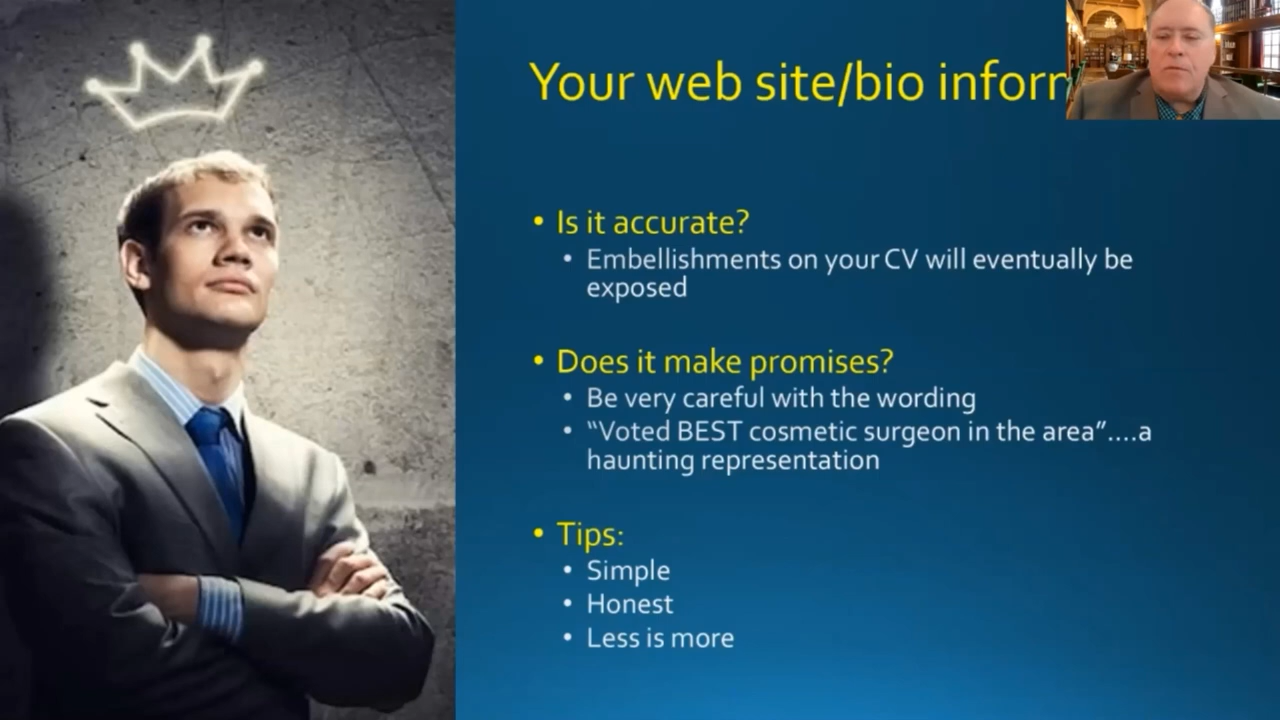 Your web site/bio inform
• Is it accurate?
• Embellishments on your CV will eventually be
exposed
• Does it make promises?
• Be very careful with the wording
• “Voted BEST cosmetic surgeon in the area”....a
haunting representation
• Tips:
• Simple
• Honest
• Less is more